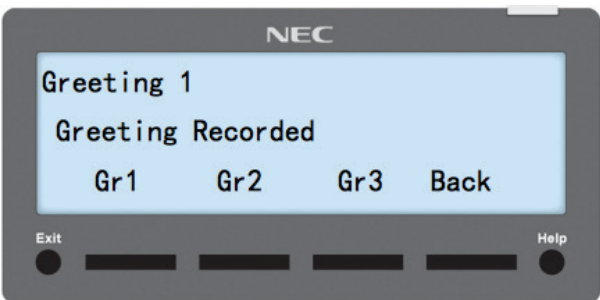 NEC
Greeting 1
Greeting Recorded
Gr1 Gr2 Gr3 Back
Exit Help